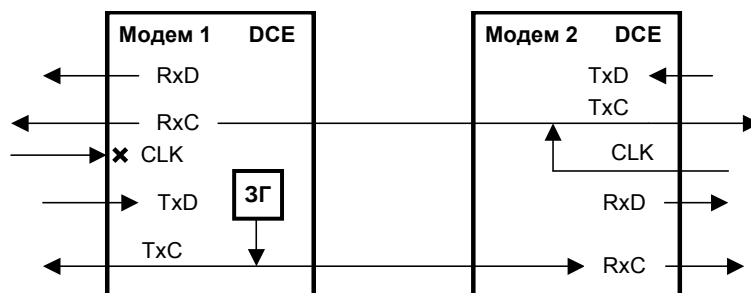 Модем 1 DCE
RxD
RxC
CLK
TxD
ЗГ
TxC
Модем 2 DCE
TxD
TxC
CLK
RxD
RxC